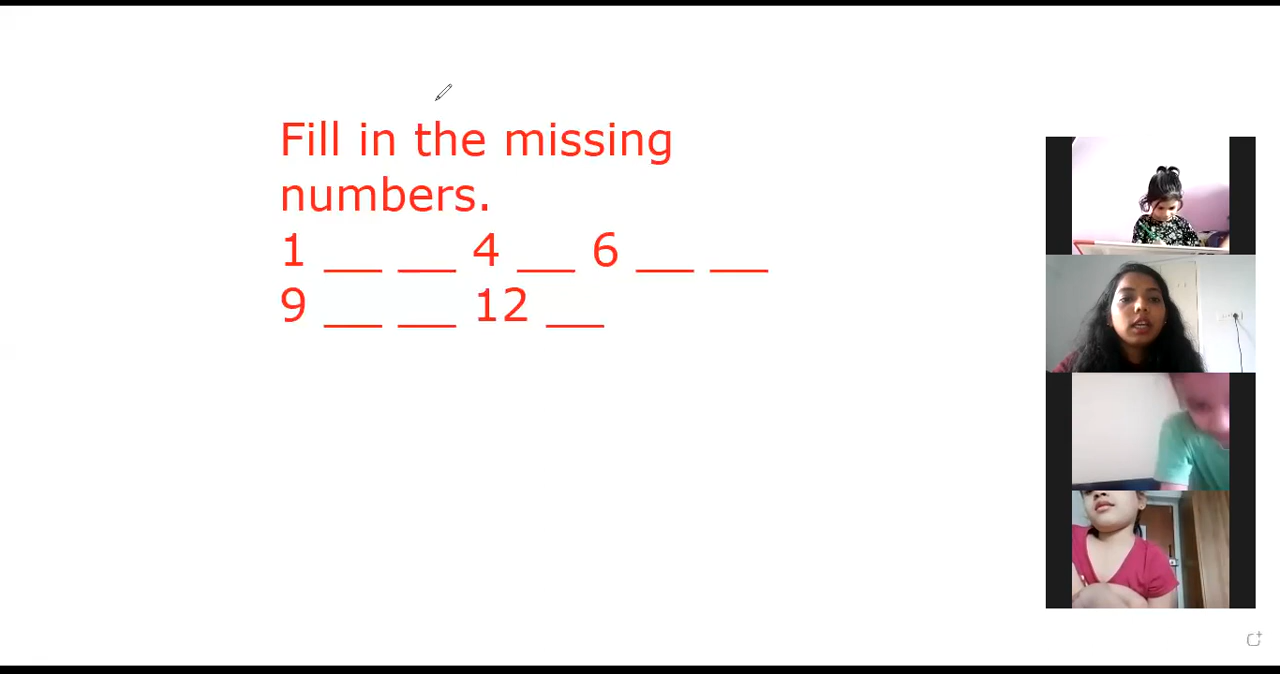 Fill in the missing
numbers.
1 __ __ 4 __ 6 __ __
9 __ __ 12 __